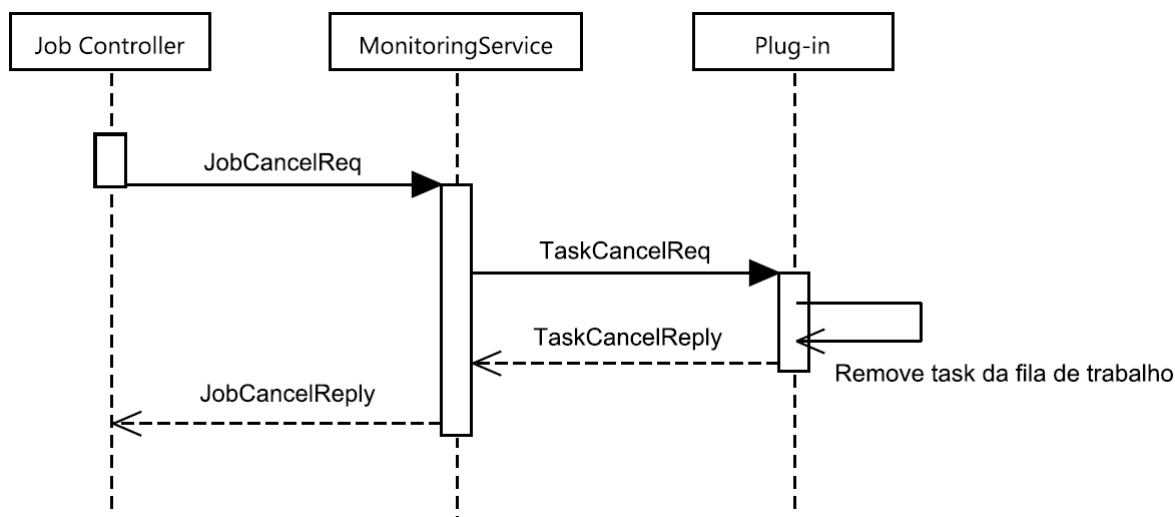 Job Controller
MonitoringService
Plug-in
JobCancelReq
TaskCancelReq
TaskCancelReply
Remove task da fila de trabalho
JobCancelReply